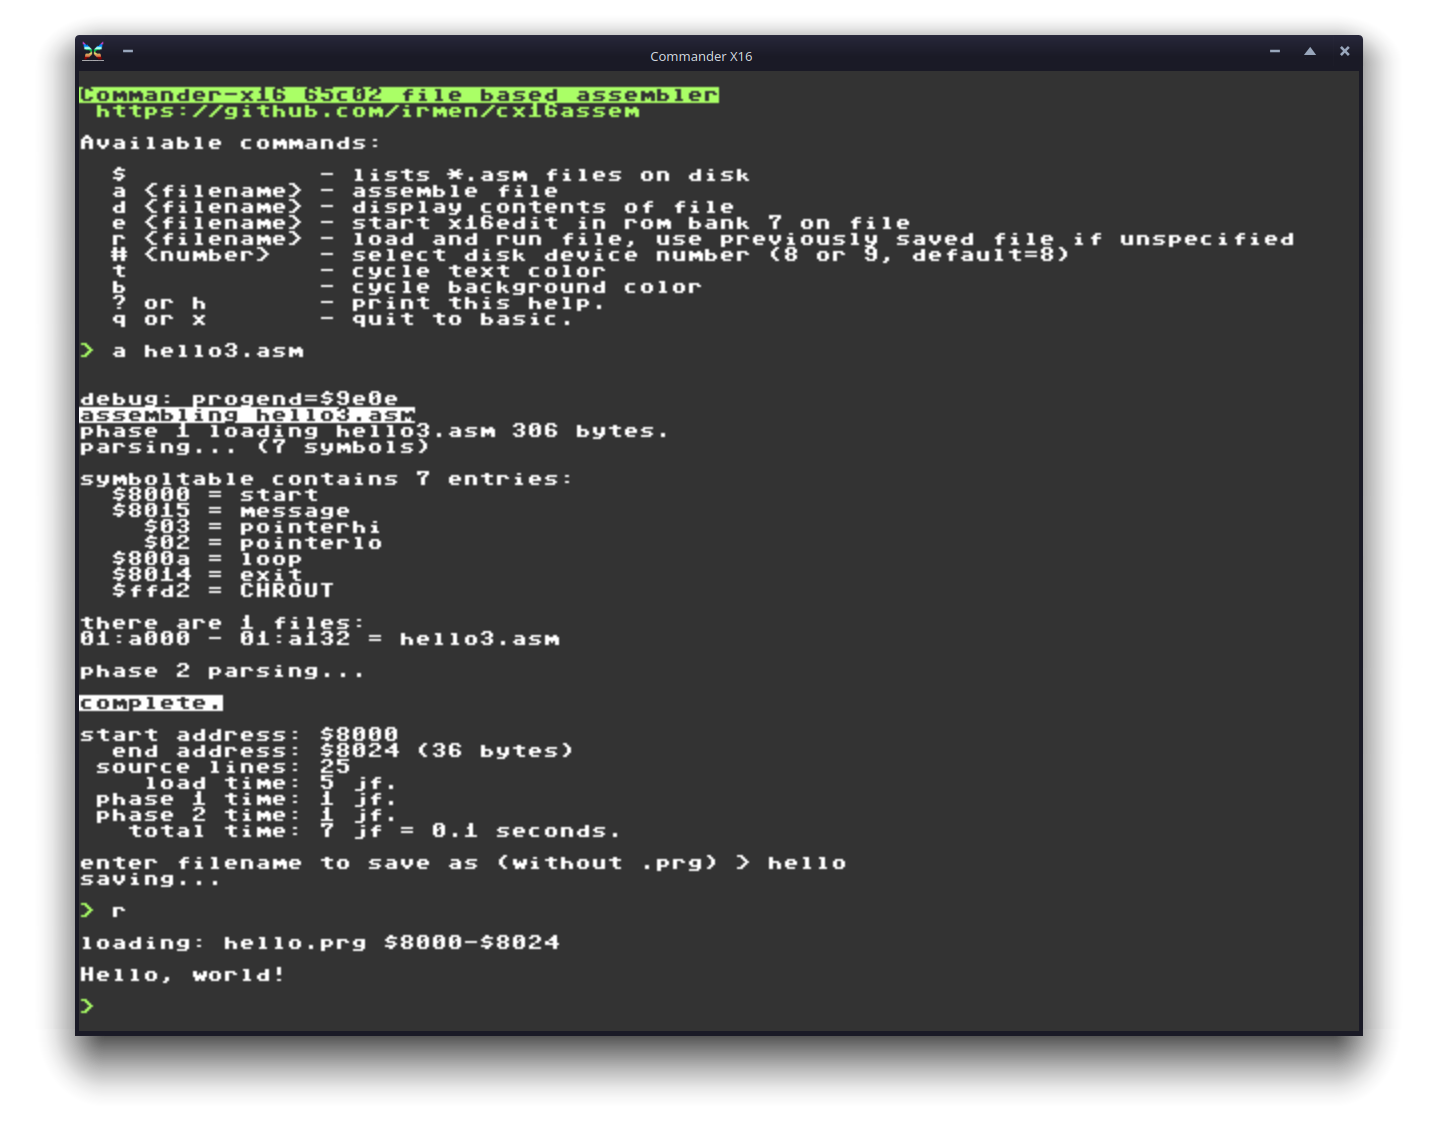 Commander X16
Commander-x16 65c02 file based assembler
https://github.com/irmen/cx16assem
Available commands:
$ - lists *.asm files on disk
a <filename> - assemble file
d <filename> - display contents of file
e <filename> - start x16edit in rom bank 7 on file
r <filename> - load and run file, use previously saved file if unspecified
# <number> - select disk device number (8 or 9, default=8)
t - cycle text color
b - cycle background color
? or h - print this help.
q or x - quit to basic.
> a hello3.asm
debug: progend=$9e0e
assembling hello3.asm
phase 1 loading hello3.asm 306 bytes.
parsing... (7 symbols)
symboltable contains 7 entries:
$8000 = start
$8015 = message
$03 = pointerhi
$02 = pointerlo
$800a = loop
$8014 = exit
$ffd2 = CHROUT
there are 1 files:
01:a000 - 01:a132 = hello3.asm
phase 2 parsing...
complete.
start address: $8000
end address: $8024 (36 bytes)
source lines: 25
load time: 5 jf.
phase 1 time: 1 jf.
phase 2 time: 1 jf.
total time: 7 jf = 0.1 seconds.
enter filename to save as (without .prg) > hello
saving...
> r
loading: hello.prg $8000-$8024
Hello, world!
>